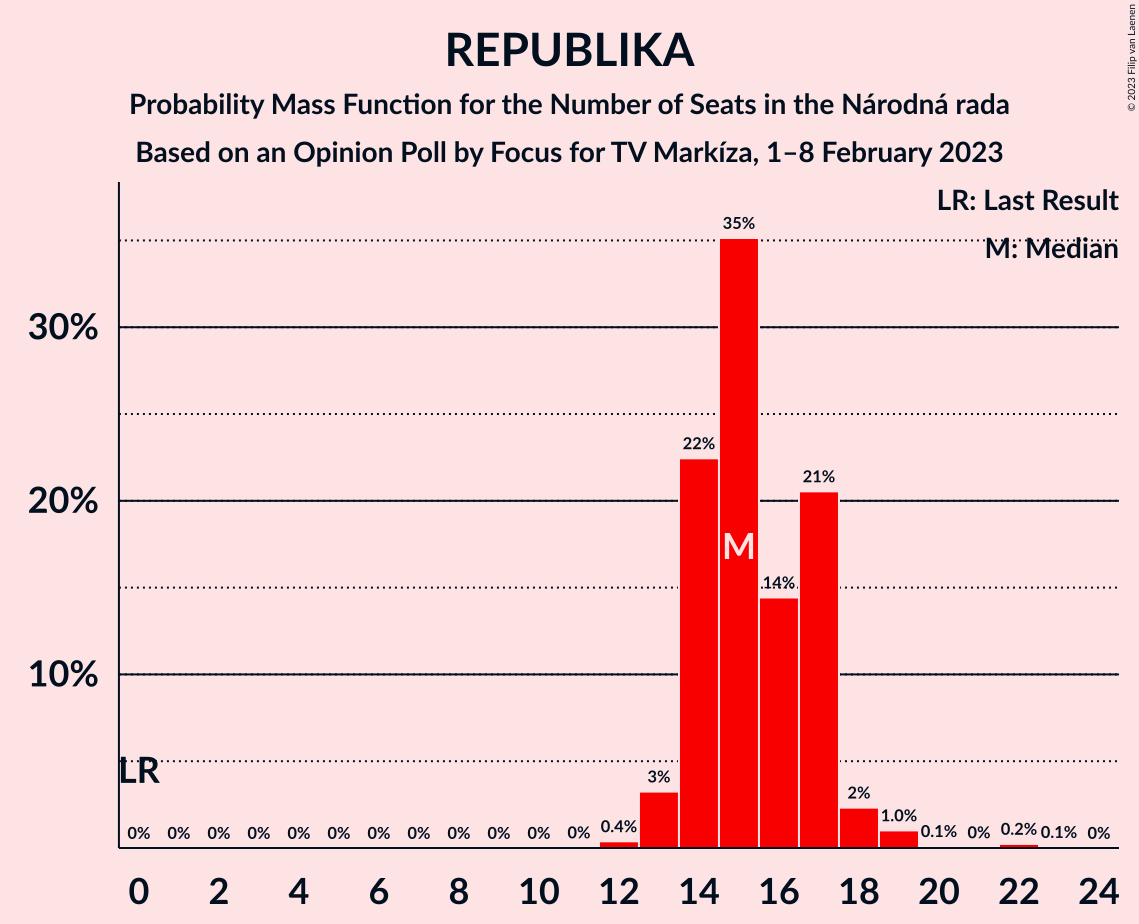 REPUBLIKA
Probability Mass Function for the Number of Seats in the Národná rada
Based on an Opinion Poll by Focus for TV Markíza, 1–8 February 2023
© 2023 Filip van Laenen
LR: Last Result
M: Median
35%
30%
22%
21%
20%
M
14%
10%
LR
3%
2%
0% 0% 0% 0% 0% 0% 0% 0% 0% 0% 0% 0% 0.4% 1.0% 0.1% 0% 0.2% 0.1% 0%
0 2 4 6 8 10 12 14 16 18 20 22 24